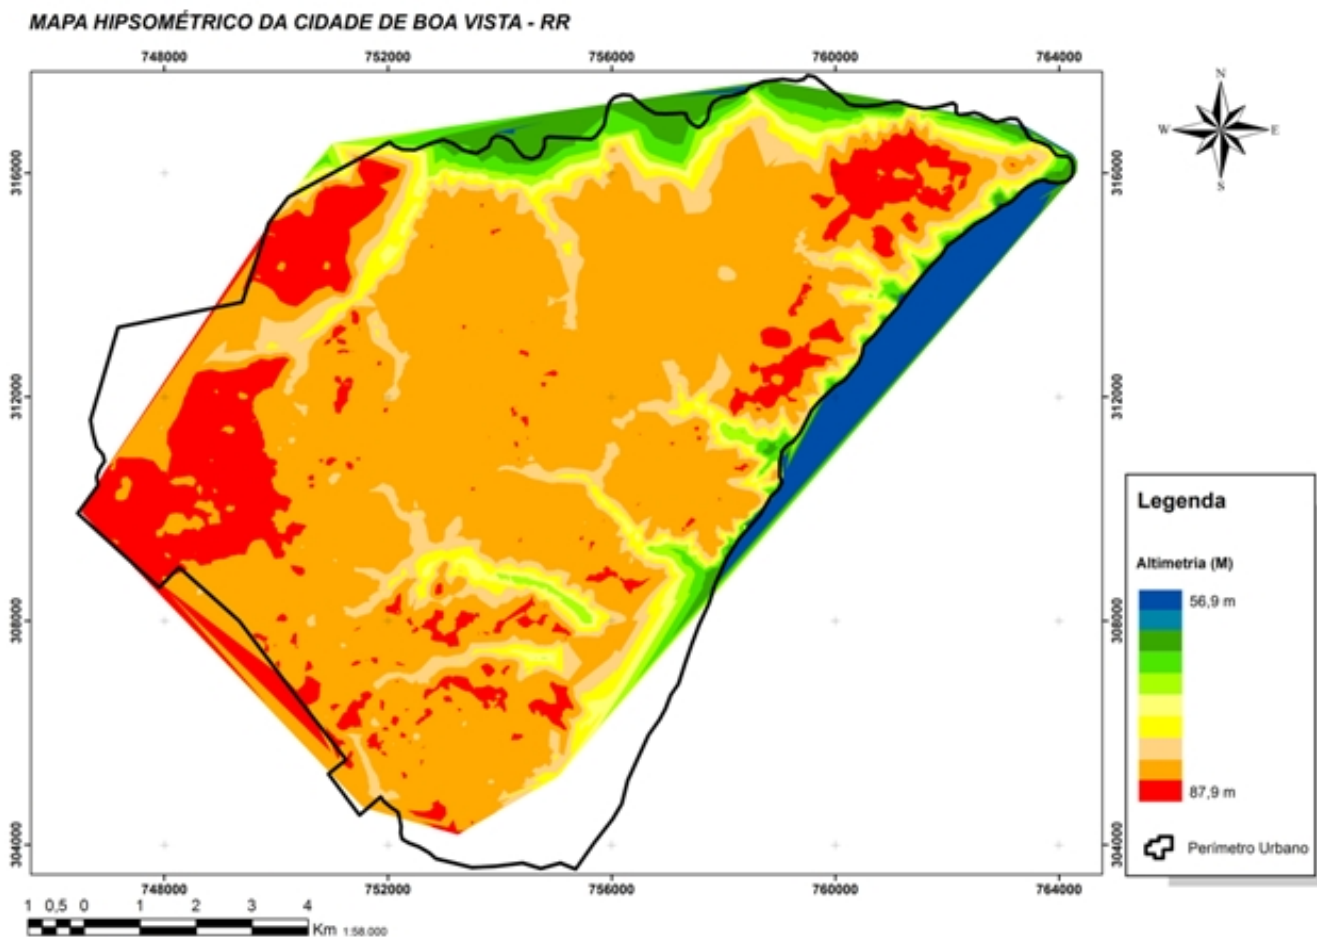 MAPA HIPSOMÉTRICO DA CIDADE DE BOA VISTA - RR
748000 752000 756000 760000 764000
N
W E
S
316000 316000
312000 312000
308000 308000
304000 304000
748000 752000 756000 760000 764000
Legenda
Altimetria (M)
56,9 m
87,9 m
Perímetro Urbano
1 0,5 0 1 2 3 4
Km 1:58.000